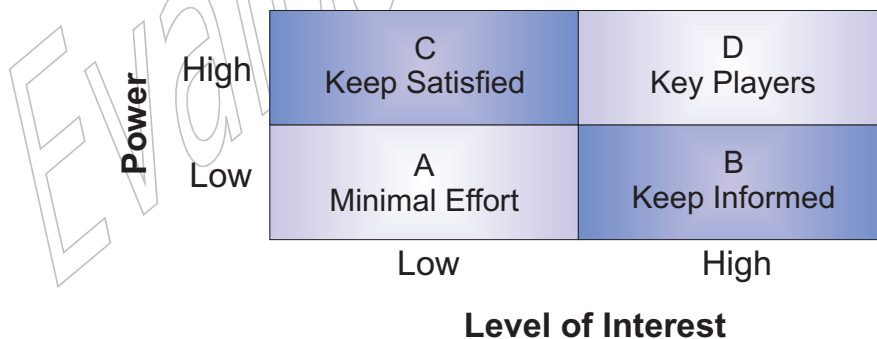 C
Keep Satisfied
D
Key Players
High
Power
Low
A
Minimal Effort
B
Keep Informed
Low
High
Level of Interest